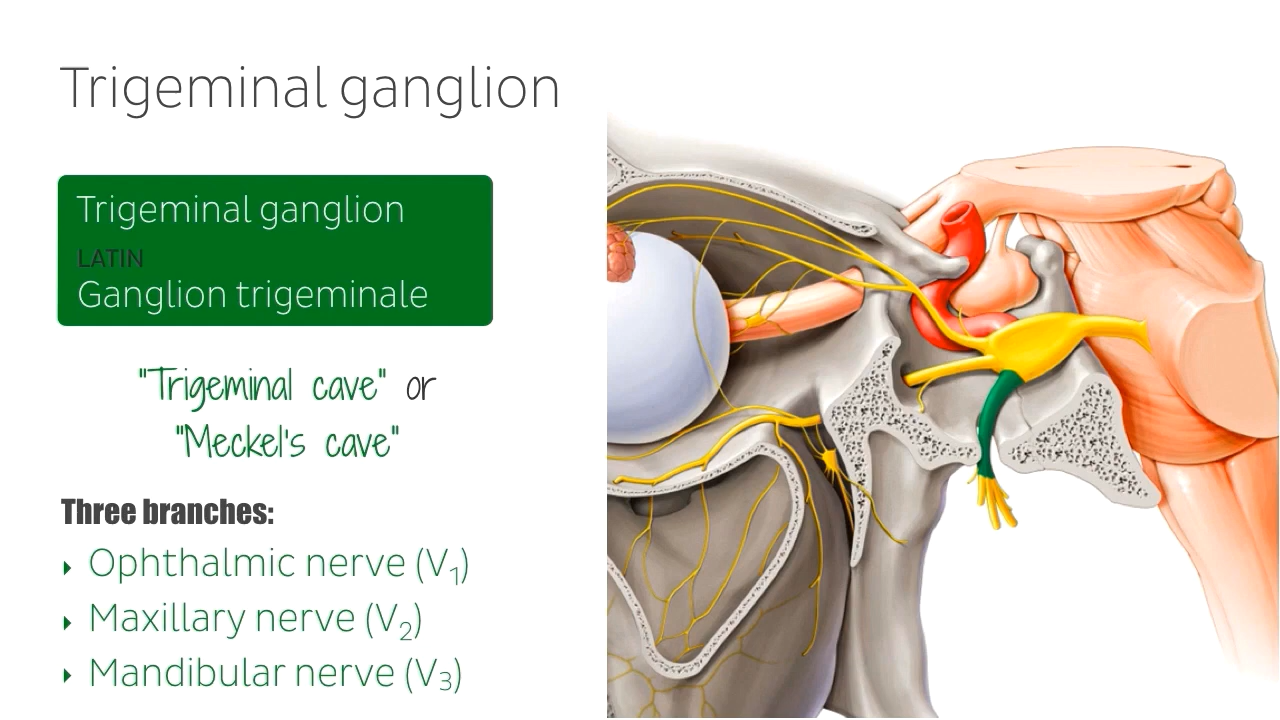 Trigeminal ganglion
Trigeminal ganglion
LATIN
Ganglion trigeminale
"Trigeminal cave" or
"Meckel's cave"
Three branches:
‣ Ophthalmic nerve (V₁)
‣ Maxillary nerve (V₂)
‣ Mandibular nerve (V₃)